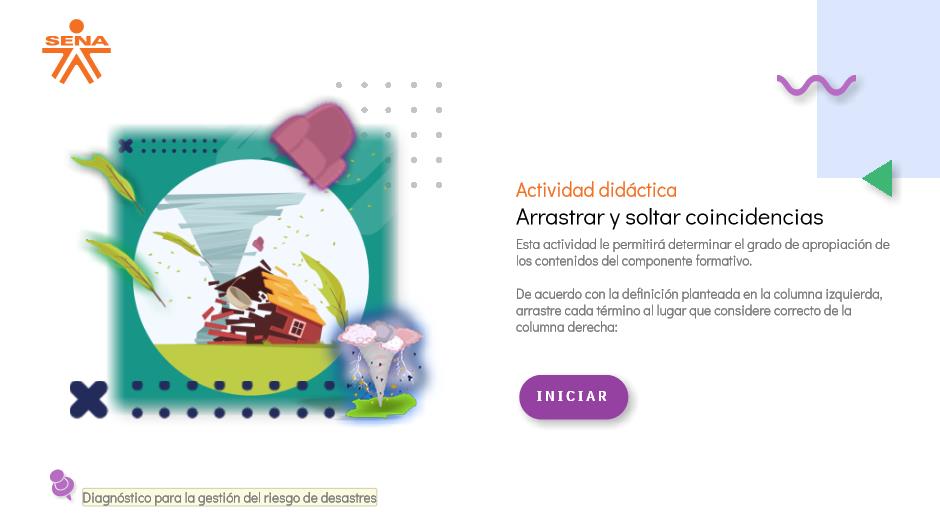 SENA
Actividad didáctica
Arrastrar y soltar coincidencias
Esta actividad le permitirá determinar el grado de apropiación de
los contenidos del componente formativo.
De acuerdo con la definición planteada en la columna izquierda,
arrastre cada término al lugar que considere correcto de la
columna derecha:
INICIAR
Diagnóstico para la gestión del riesgo de desastres